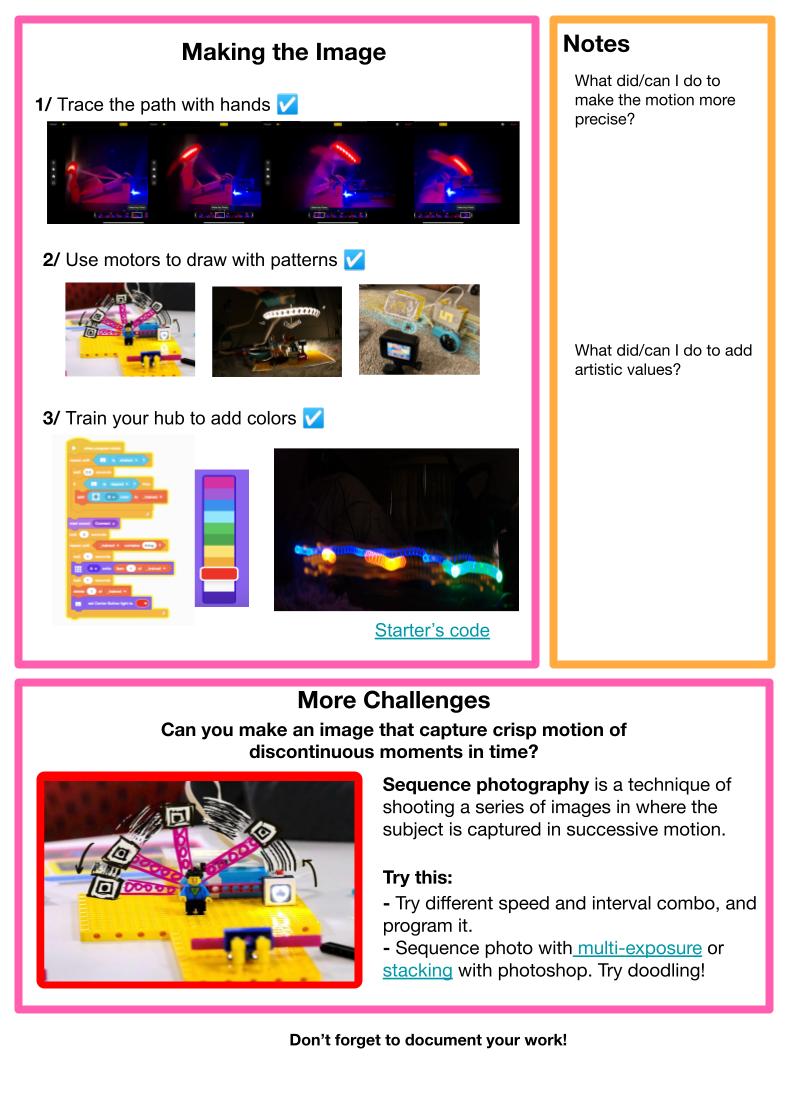 Making the Image
1/ Trace the path with hands ☑
2/ Use motors to draw with patterns ☑
3/ Train your hub to add colors ☑
Starter’s code
Notes
What did/can I do to
make the motion more
precise?
What did/can I do to add
artistic values?
More Challenges
Can you make an image that capture crisp motion of
discontinuous moments in time?
Sequence photography is a technique of
shooting a series of images in where the
subject is captured in successive motion.
Try this:
- Try different speed and interval combo, and
program it.
- Sequence photo with multi-exposure or
stacking with photoshop. Try doodling!
Don’t forget to document your work!